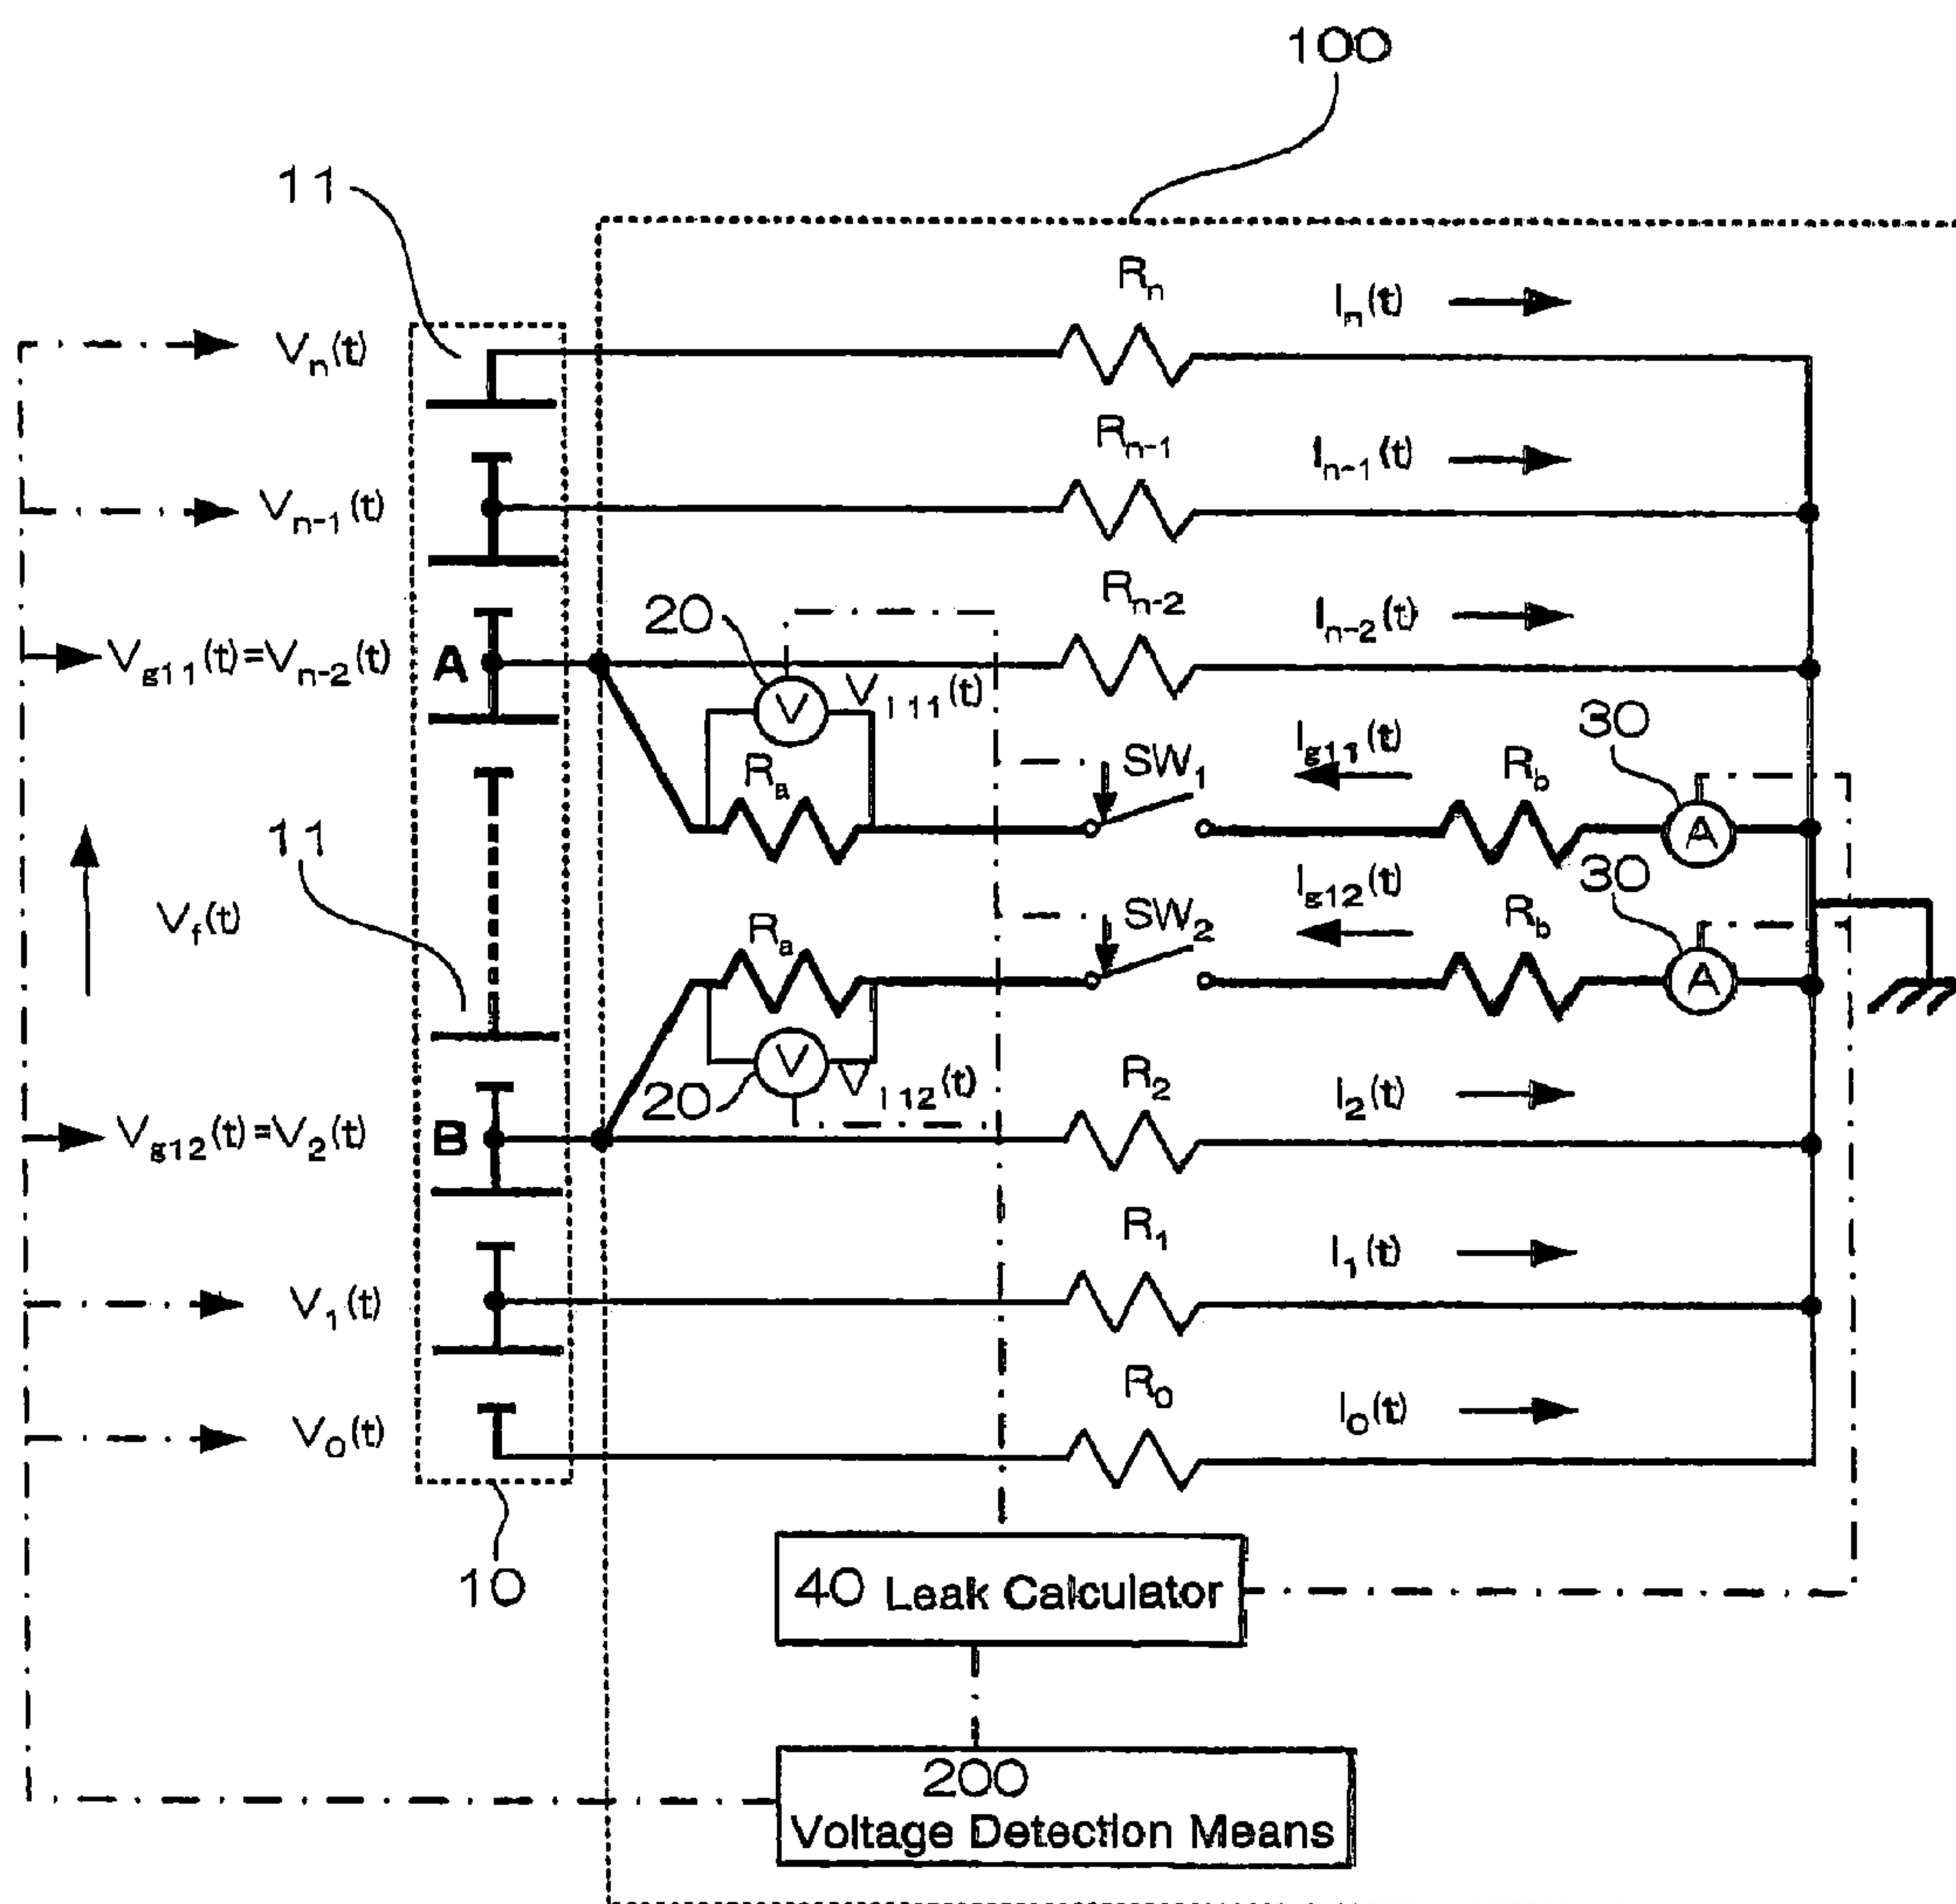 100
11
Rn
In(t)
Vn(t)
Rn-1
In-1(t)
Vn-1(t)
Rn-2
In-2(t)
20
Vg11(t)=Vn-2(t)
A
V
V111(t)
30
Ig11(t)
SW1
Rb
Ra
A
11
30
Ig12(t)
SW2
Rb
Ra
Vf(t)
A
V
V112(t)
20
R2
I2(t)
Vg12(t)=V2(t)
B
R1
I1(t)
V1(t)
R0
I0(t)
V0(t)
10
40 Leak Calculator
200
Voltage Detection Means